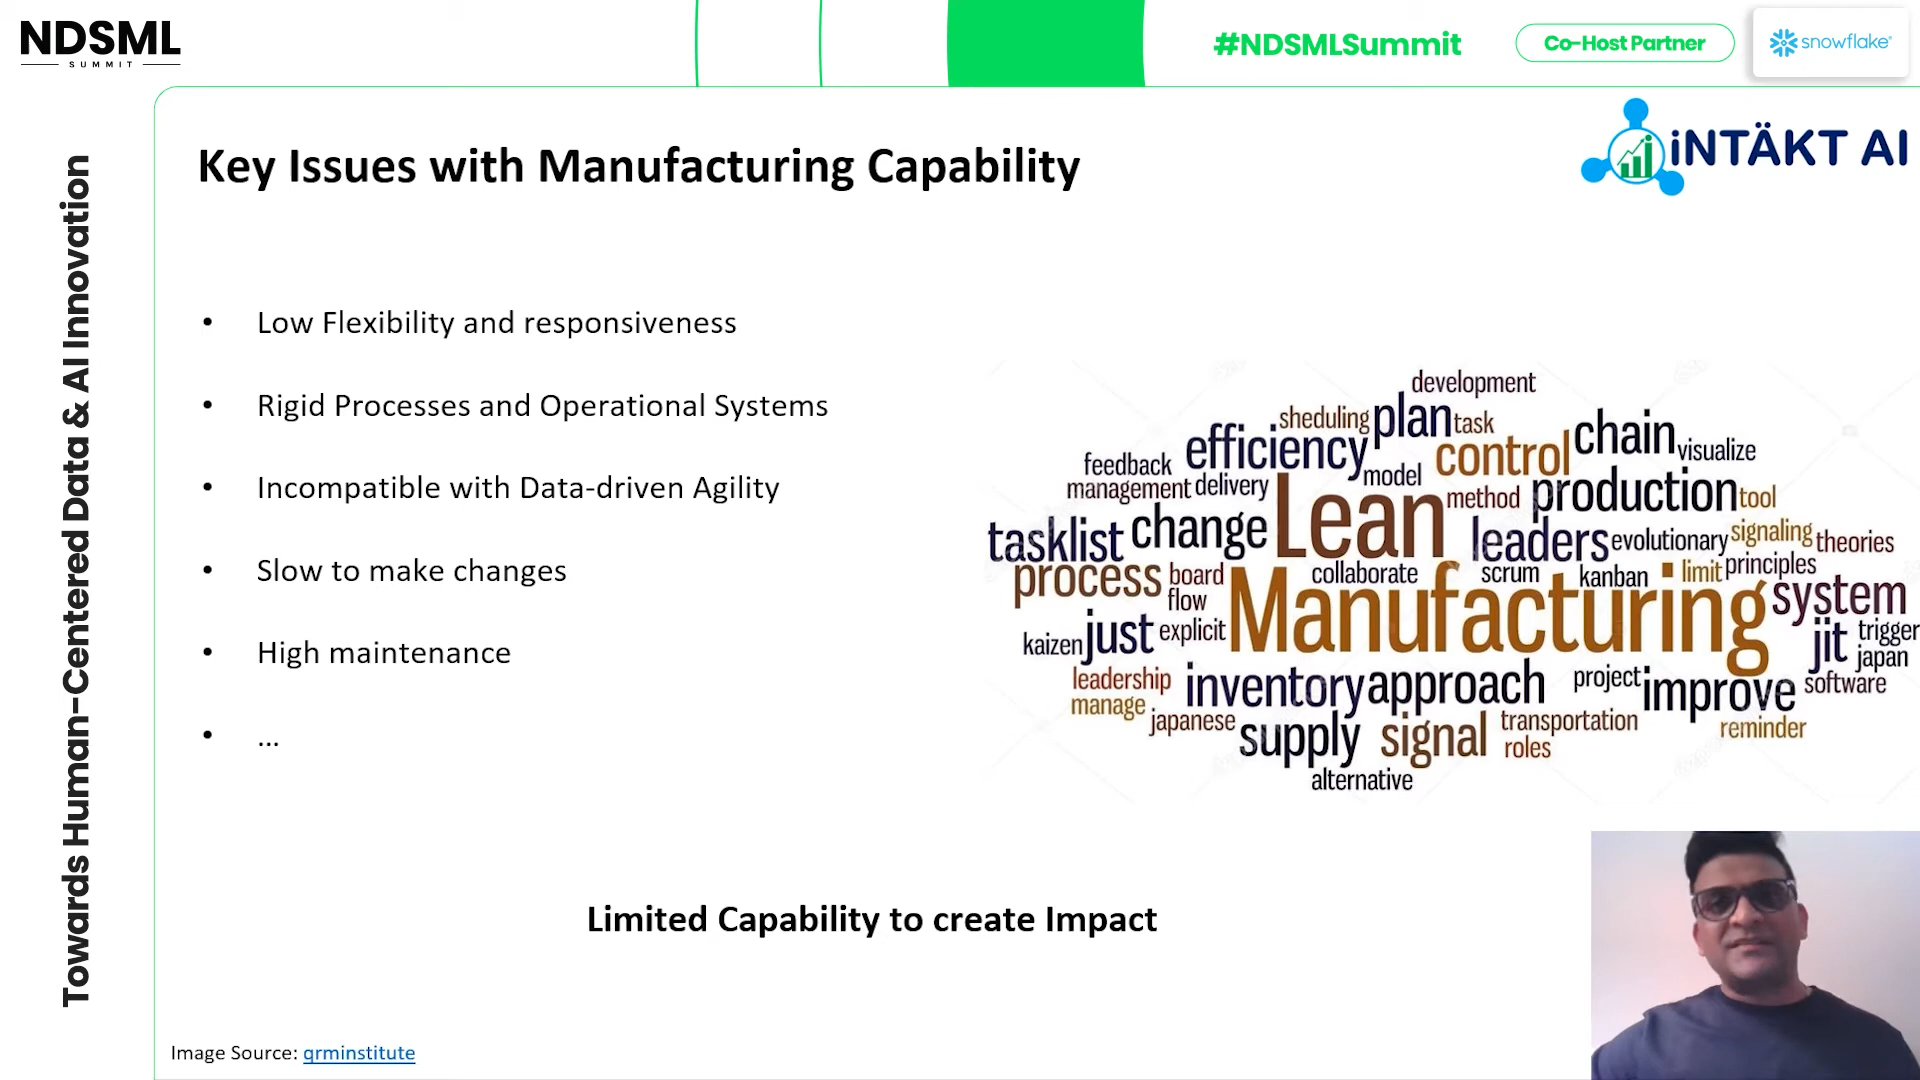 NDSML
SUMMIT
#NDSMLSummit
Co-Host Partner
snowflake
Towards Human-Centered Data & AI Innovation
iNTÄKT AI
Key Issues with Manufacturing Capability
• Low Flexibility and responsiveness
• Rigid Processes and Operational Systems
• Incompatible with Data-driven Agility
• Slow to make changes
• High maintenance
• ...
development
sheduling plan task
efficiency control chain visualize
feedback model
management delivery Lean method production tool
tasklist change leaders evolutionary signaling theories
process board collaborate scrum kanban limit principles
flow Manufacturing system
kaizen just explicit jit trigger
japan
leadership inventory approach project improve software
manage japanese supply signal transportation reminder
roles
alternative
Limited Capability to create Impact
Image Source: qrminstitute